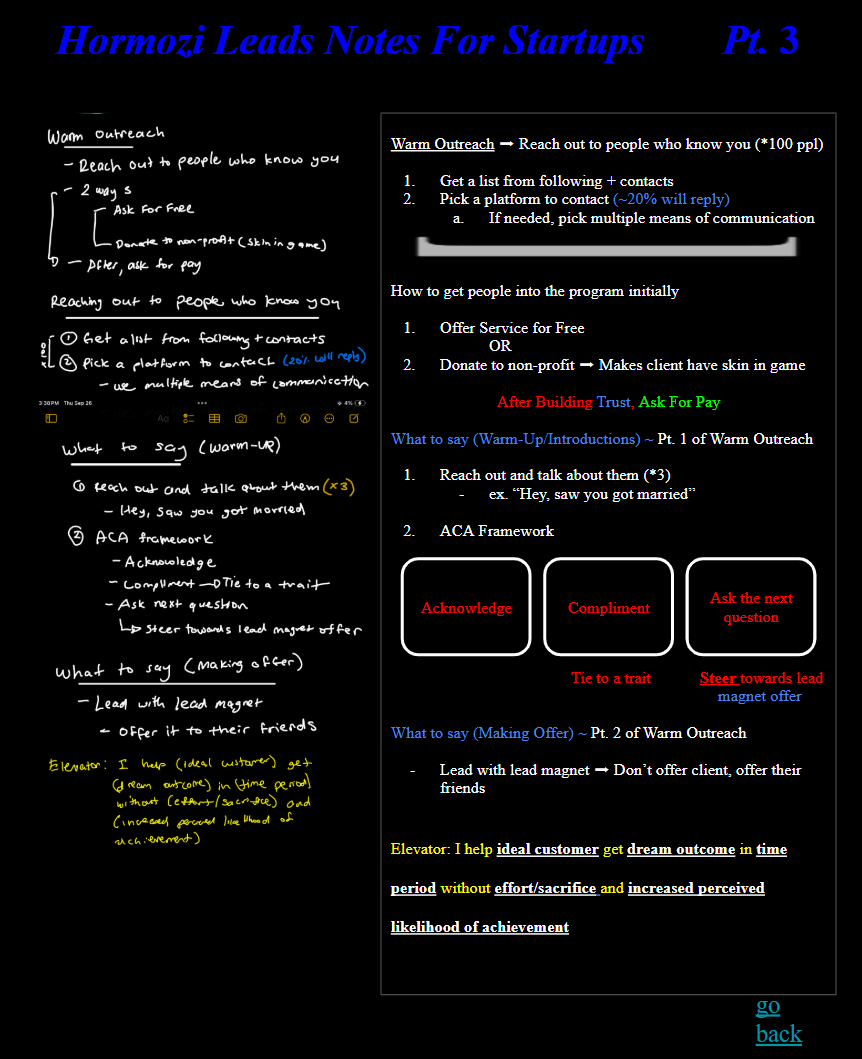 Hormozi Leads Notes For Startups Pt. 3
Warm outreach
- Reach out to people who know you
- 2 ways
Ask For Free
Donate to non-profit (skin in game)
- After, ask for pay
Reaching out to people who know you
x100
① Get a list from following + contacts
② Pick a platform to contact (20% will reply)
- use multiple means of communication
3:38 PM Thu Sep 26
4%
Aa
What to say (warm-up)
① Reach out and talk about them (x3)
- Hey, saw you got married
② ACA framework
- Acknowledge
- Compliment → Tie to a trait
- Ask next question
↳ Steer towards lead magnet offer
What to say (Making offer)
- Lead with lead magnet
- offer it to their friends
Elevator: I help (ideal customer) get
(dream outcome) in (time period)
without (effort/sacrifice) and
(increased perceived likelihood of
achievement)
Warm Outreach → Reach out to people who know you (*100 ppl)
1. Get a list from following + contacts
2. Pick a platform to contact (~20% will reply)
a. If needed, pick multiple means of communication
How to get people into the program initially
1. Offer Service for Free
OR
2. Donate to non-profit → Makes client have skin in game
After Building Trust, Ask For Pay
What to say (Warm-Up/Introductions) ~ Pt. 1 of Warm Outreach
1. Reach out and talk about them (*3)
- ex. “Hey, saw you got married”
2. ACA Framework
Acknowledge
Compliment
Ask the next
question
Tie to a trait
Steer towards lead
magnet offer
What to say (Making Offer) ~ Pt. 2 of Warm Outreach
- Lead with lead magnet → Don’t offer client, offer their
friends
Elevator: I help ideal customer get dream outcome in time
period without effort/sacrifice and increased perceived
likelihood of achievement
go
back